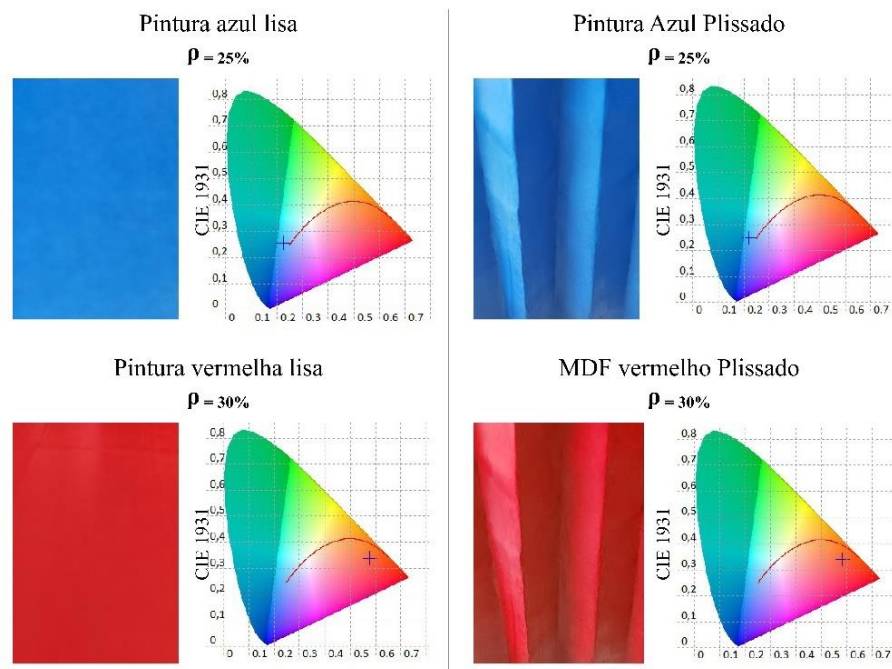 Pintura azul lisa
ρ = 25%
CIE 1931
0,8
0,7
0,6
0,5
0,4
0,3
0,2
0,1
0
0 0.1 0.2 0.3 0.4 0.5 0.6 0.7
Pintura Azul Plissado
ρ = 25%
CIE 1931
0,8
0,7
0,6
0,5
0,4
0,3
0,2
0,1
0
0 0.1 0.2 0.3 0.4 0.5 0.6 0.7
Pintura vermelha lisa
ρ = 30%
CIE 1931
0,8
0,7
0,6
0,5
0,4
0,3
0,2
0,1
0
0 0.1 0.2 0.3 0.4 0.5 0.6 0.7
MDF vermelho Plissado
ρ = 30%
CIE 1931
0,8
0,7
0,6
0,5
0,4
0,3
0,2
0,1
0
0 0.1 0.2 0.3 0.4 0.5 0.6 0.7